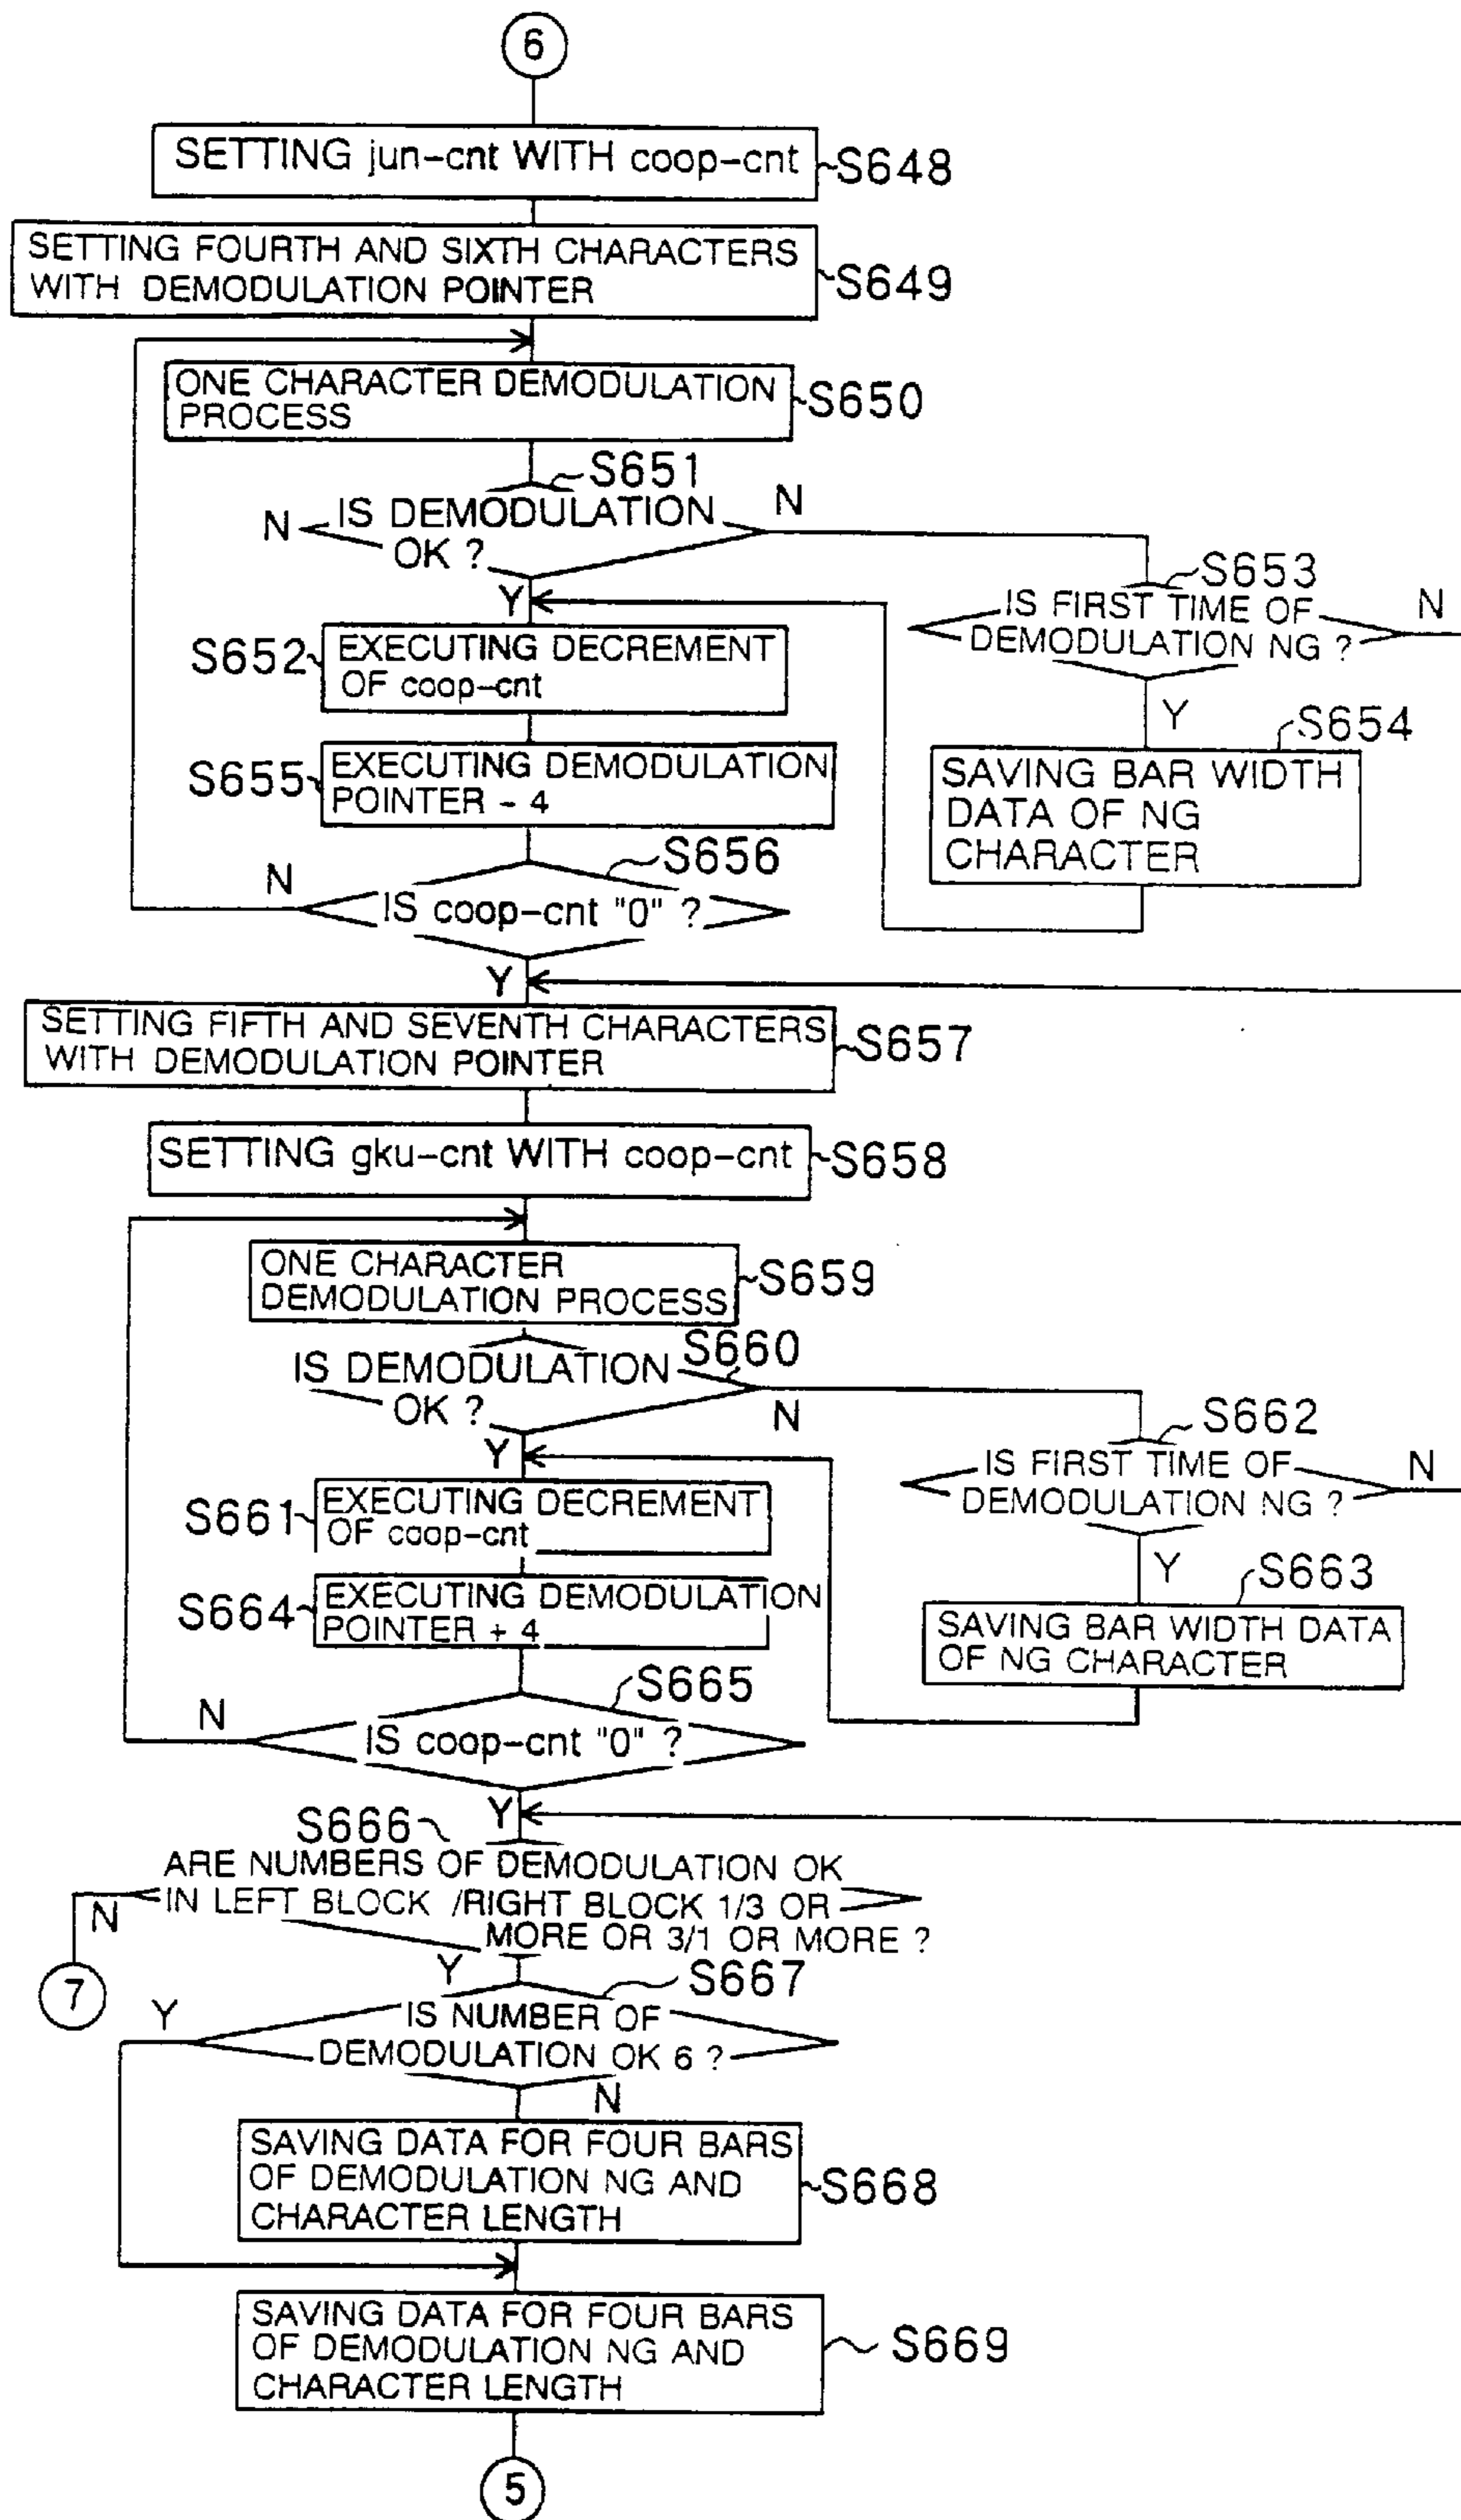 6
SETTING jun-cnt WITH coop-cnt
S648
SETTING FOURTH AND SIXTH CHARACTERS
WITH DEMODULATION POINTER
S649
ONE CHARACTER DEMODULATION
PROCESS
S650
S651
IS DEMODULATION
OK ?
N
N
Y
S653
IS FIRST TIME OF
DEMODULATION NG ?
N
Y
S652
EXECUTING DECREMENT
OF coop-cnt
S654
SAVING BAR WIDTH
DATA OF NG
CHARACTER
S655
EXECUTING DEMODULATION
POINTER - 4
S656
N
IS coop-cnt "0" ?
Y
SETTING FIFTH AND SEVENTH CHARACTERS
WITH DEMODULATION POINTER
S657
SETTING gku-cnt WITH coop-cnt
S658
ONE CHARACTER
DEMODULATION PROCESS
S659
S660
IS DEMODULATION
OK ?
N
Y
S662
IS FIRST TIME OF
DEMODULATION NG ?
N
Y
S661
EXECUTING DECREMENT
OF coop-cnt
S663
SAVING BAR WIDTH DATA
OF NG CHARACTER
S664
EXECUTING DEMODULATION
POINTER + 4
S665
N
IS coop-cnt "0" ?
Y
S666
ARE NUMBERS OF DEMODULATION OK
IN LEFT BLOCK /RIGHT BLOCK 1/3 OR
MORE OR 3/1 OR MORE ?
N
7
Y
S667
Y
IS NUMBER OF
DEMODULATION OK 6 ?
N
SAVING DATA FOR FOUR BARS
OF DEMODULATION NG AND
CHARACTER LENGTH
S668
SAVING DATA FOR FOUR BARS
OF DEMODULATION NG AND
CHARACTER LENGTH
S669
5